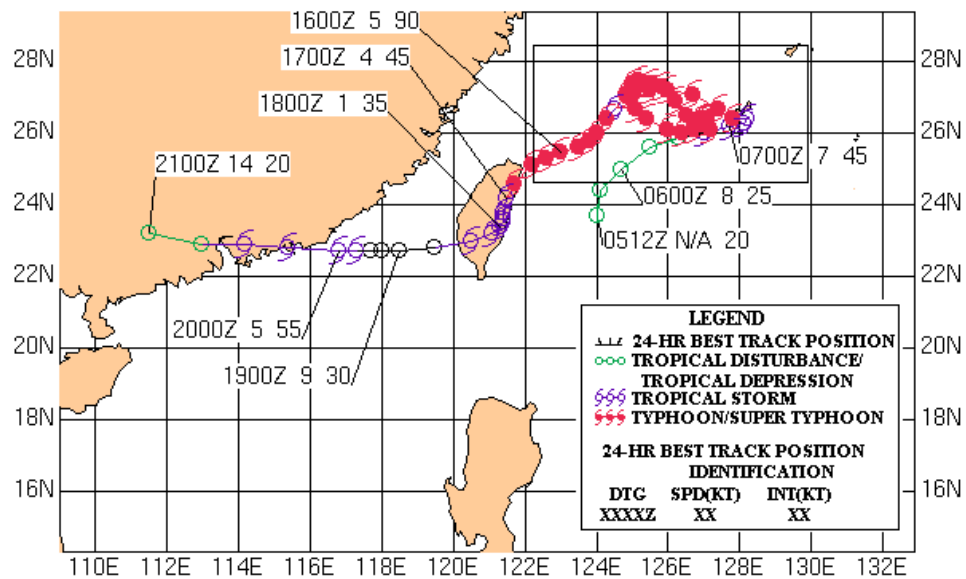 1600Z 5 90
1700Z 4 45
1800Z 1 35
2100Z 14 20
0700Z 7 45
0600Z 8 25
0512Z N/A 20
2000Z 5 55
1900Z 9 30
28N
26N
24N
22N
20N
18N
16N
28N
26N
24N
22N
20N
18N
16N
LEGEND
24-HR BEST TRACK POSITION
TROPICAL DISTURBANCE/
TROPICAL DEPRESSION
TROPICAL STORM
TYPHOON/SUPER TYPHOON
24-HR BEST TRACK POSITION
IDENTIFICATION
DTG SPD(KT) INT(KT)
XXXXZ XX XX
110E 112E 114E 116E 118E 120E 122E 124E 126E 128E 130E 132E